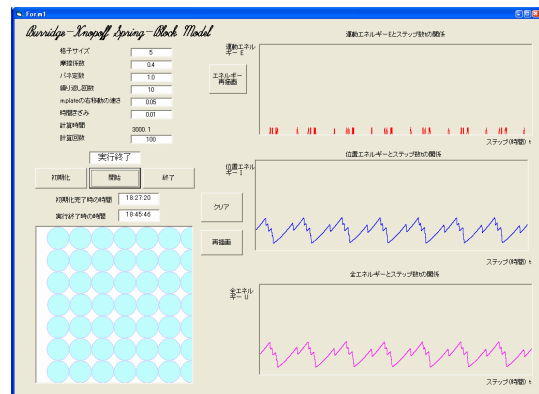 Form1
Burridge-Knopoff Spring-Block Model
格子サイズ 5
摩擦係数 0.4
バネ定数 1.0
繰り返し回数 10
mplateの右移動の速さ 0.05
時間きざみ 0.01
計算時間 3000.1
計算回数 100
実行終了
初期化 開始 終了
初期化完了時の時間 18:27:20
実行終了時の時間 18:45:46
運動エネルギーEとステップ数tの関係
運動エネル
ギー E
エネルギー
再描画
ステップ(時間) t
位置エネルギーとステップ数tの関係
位置エネル
ギー I
クリア
再描画
ステップ(時間) t
全エネルギーとステップ数tの関係
全エネル
ギー U
ステップ(時間) t